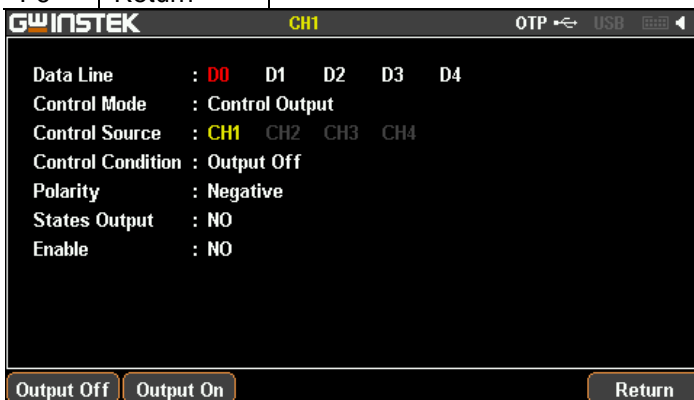 Return
GWINSTEK CH1 OTP USB
Data Line : D0 D1 D2 D3 D4
Control Mode : Control Output
Control Source : CH1 CH2 CH3 CH4
Control Condition : Output Off
Polarity : Negative
States Output : NO
Enable : NO
Output Off Output On Return